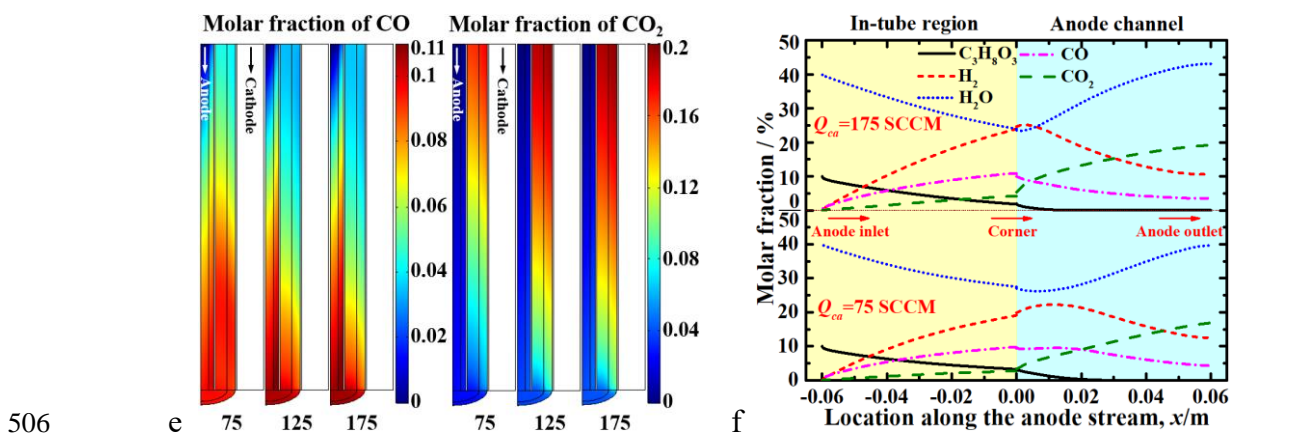 Molar fraction of CO
Molar fraction of CO2
Anode
Cathode
0.11
0.1
0.08
0.06
0.04
0.02
0
75 125 175
Anode
Cathode
0.2
0.16
0.12
0.08
0.04
0
75 125 175
In-tube region
Anode channel
Molar fraction / %
50
40
30
20
10
0
50
40
30
20
10
0
C3H8O3
H2
H2O
CO
CO2
Qca=175 SCCM
Anode inlet
Corner
Anode outlet
Qca=75 SCCM
-0.06 -0.04 -0.02 0.00 0.02 0.04 0.06
Location along the anode stream, x/m
506 e f